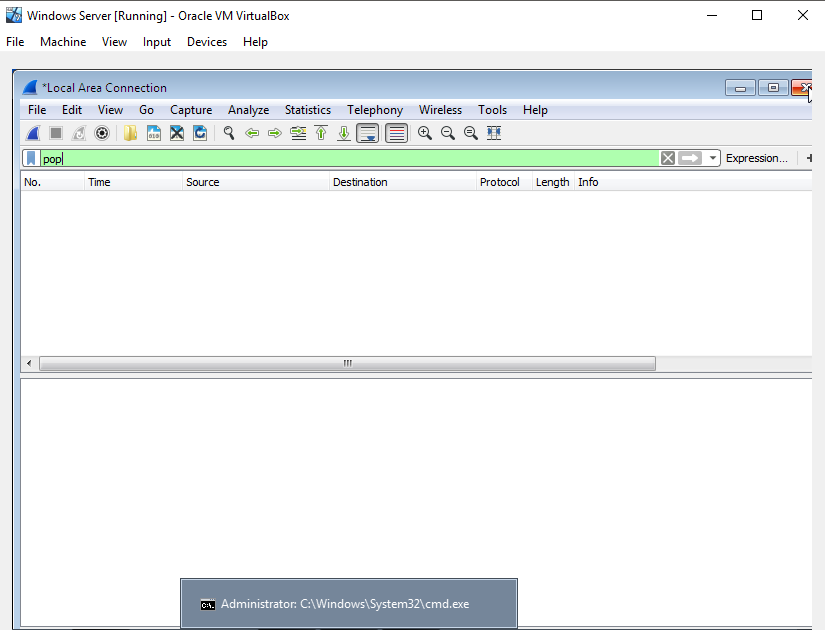 Windows Server [Running] - Oracle VM VirtualBox
File Machine View Input Devices Help
*Local Area Connection
File Edit View Go Capture Analyze Statistics Telephony Wireless Tools Help
pop Expression... +
No. Time Source Destination Protocol Length Info
Administrator: C:\Windows\System32\cmd.exe